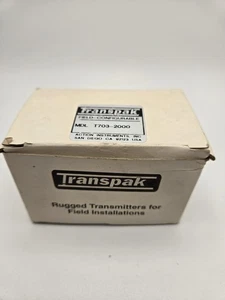 Transpak
FIELD-CONFIGURABLE
MDL T703-2000
ACTION INSTRUMENTS, INC.
SAN DIEGO CA. 92123 USA
Transpak
Rugged Transmitters for
Field Installations